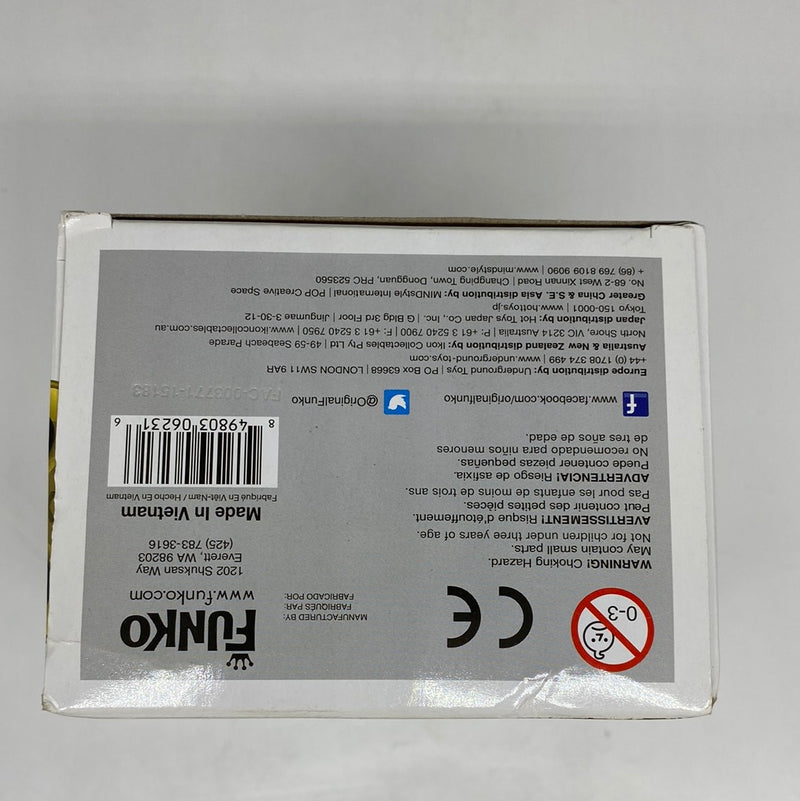 0-3
CE
MANUFACTURED BY:
FABRIQUÉS PAR:
FABRICADO POR:
FUNKO
www.funko.com
1202 Shuksan Way
Everett, WA 98203
(425) 783-3616
WARNING! Choking Hazard.
May contain small parts.
Not for children under three years of age.
AVERTISSEMENT! Risque d'étouffement.
Peut contenir des petites pièces.
Pas pour les enfants de moins de trois ans.
ADVERTENCIA! Riesgo de asfixia.
Puede contener piezas pequeñas.
No recomendado para niños menores
de tres años de edad.
Made In Vietnam
Fabriqué En Viêt-Nam / Hecho En Vietnam
8 49803 06231 6
www.facebook.com/originalfunko
@OriginalFunko
FAC-003771-15183
Europe distribution by: Underground Toys | PO Box 53668 | LONDON SW11 9AR
+44 (0) 1708 374 499 | www.underground-toys.com
Australia & New Zealand distribution by: Ikon Collectables Pty Ltd | 49-59 Seabeach Parade
North Shore, VIC 3214 Australia | P: +61 3 5240 7900 | F: +61 3 5240 7950 | www.ikoncollectables.com.au
Japan distribution by: Hot Toys Japan Co., Inc. | G Bldg 3rd Floor | Jingumae 3-30-3-12
Tokyo 150-0001 | www.hottoys.jp
Greater China & S.E. Asia distribution by: MINDstyle International | POP Creative Space
No. 68-2 Xinnan West Road | Changping Town, Dongguan, PRC 523560
+ (86) 769 8109 9090 | www.mindstyle.com